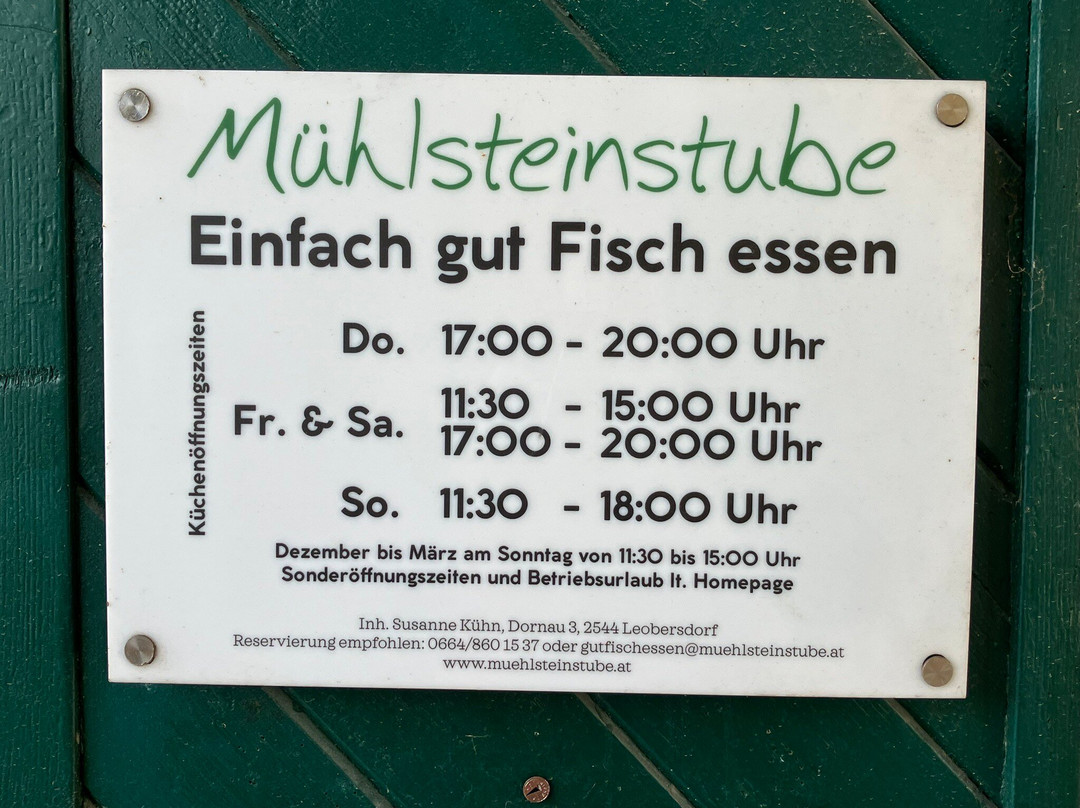 Mühlsteinstube
Einfach gut Fisch essen
Küchenöffnungszeiten
Do. 17:00 - 20:00 Uhr
Fr. & Sa. 11:30 - 15:00 Uhr
17:00 - 20:00 Uhr
So. 11:30 - 18:00 Uhr
Dezember bis März am Sonntag von 11:30 bis 15:00 Uhr
Sonderöffnungszeiten und Betriebsurlaub lt. Homepage
Inh. Susanne Kühn, Dornau 3, 2544 Leobersdorf
Reservierung empfohlen: 0664/860 15 37 oder gutfischessen@muehlsteinstube.at
www.muehlsteinstube.at